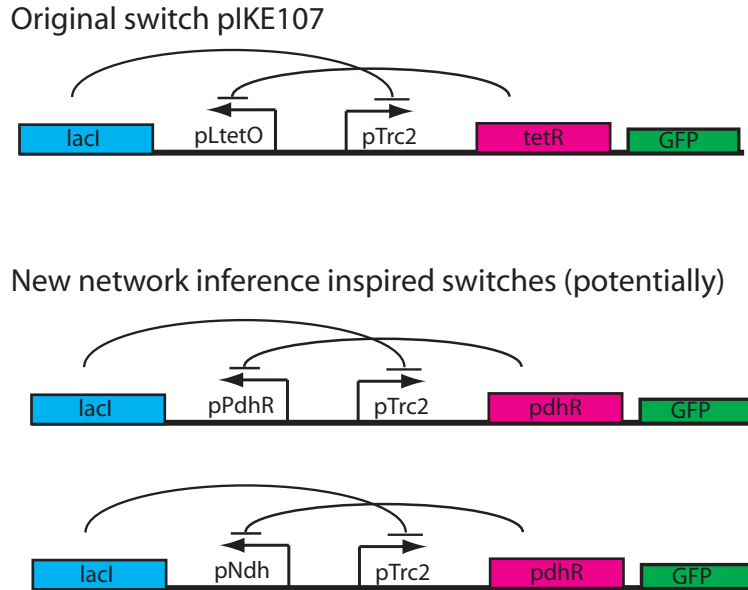 Original switch pIKE107
lacI pLtetO pTrc2 tetR GFP
New network inference inspired switches (potentially)
lacI pPdhR pTrc2 pdhR GFP
lacI pNdh pTrc2 pdhR GFP